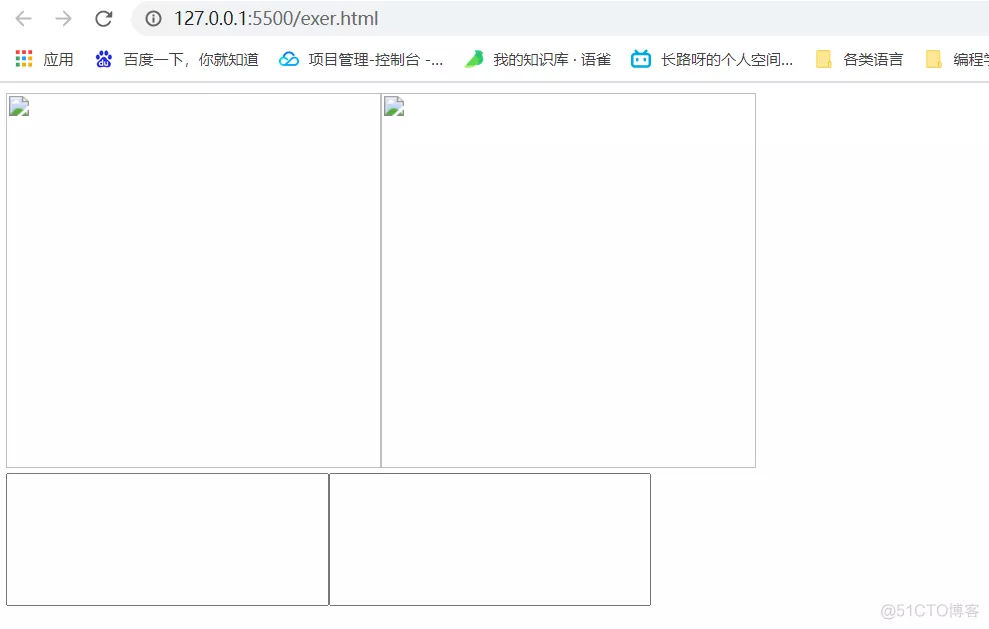 127.0.0.1:5500/exer.html
应用 百度一下，你就知道 项目管理-控制台 -... 我的知识库 · 语雀 长路呀的个人空间... 各类语言 编程学
@51CTO博客